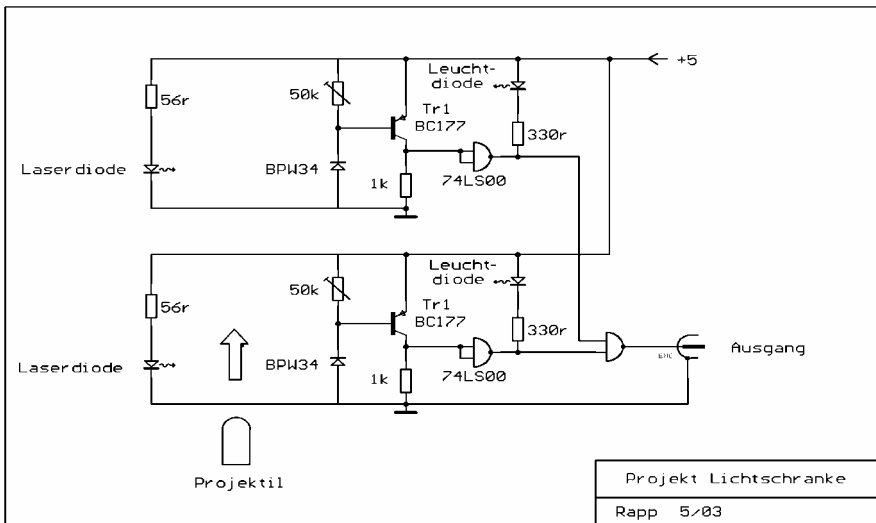 +5
Leucht-
diode
56r
50k
Tr1
BC177
330r
Laserdiode
BPW34
1k
74LS00
Leucht-
diode
56r
50k
Tr1
BC177
330r
Laserdiode
BPW34
1k
74LS00
BNC
Ausgang
Projektil
Projekt Lichtschranke
Rapp 5/03